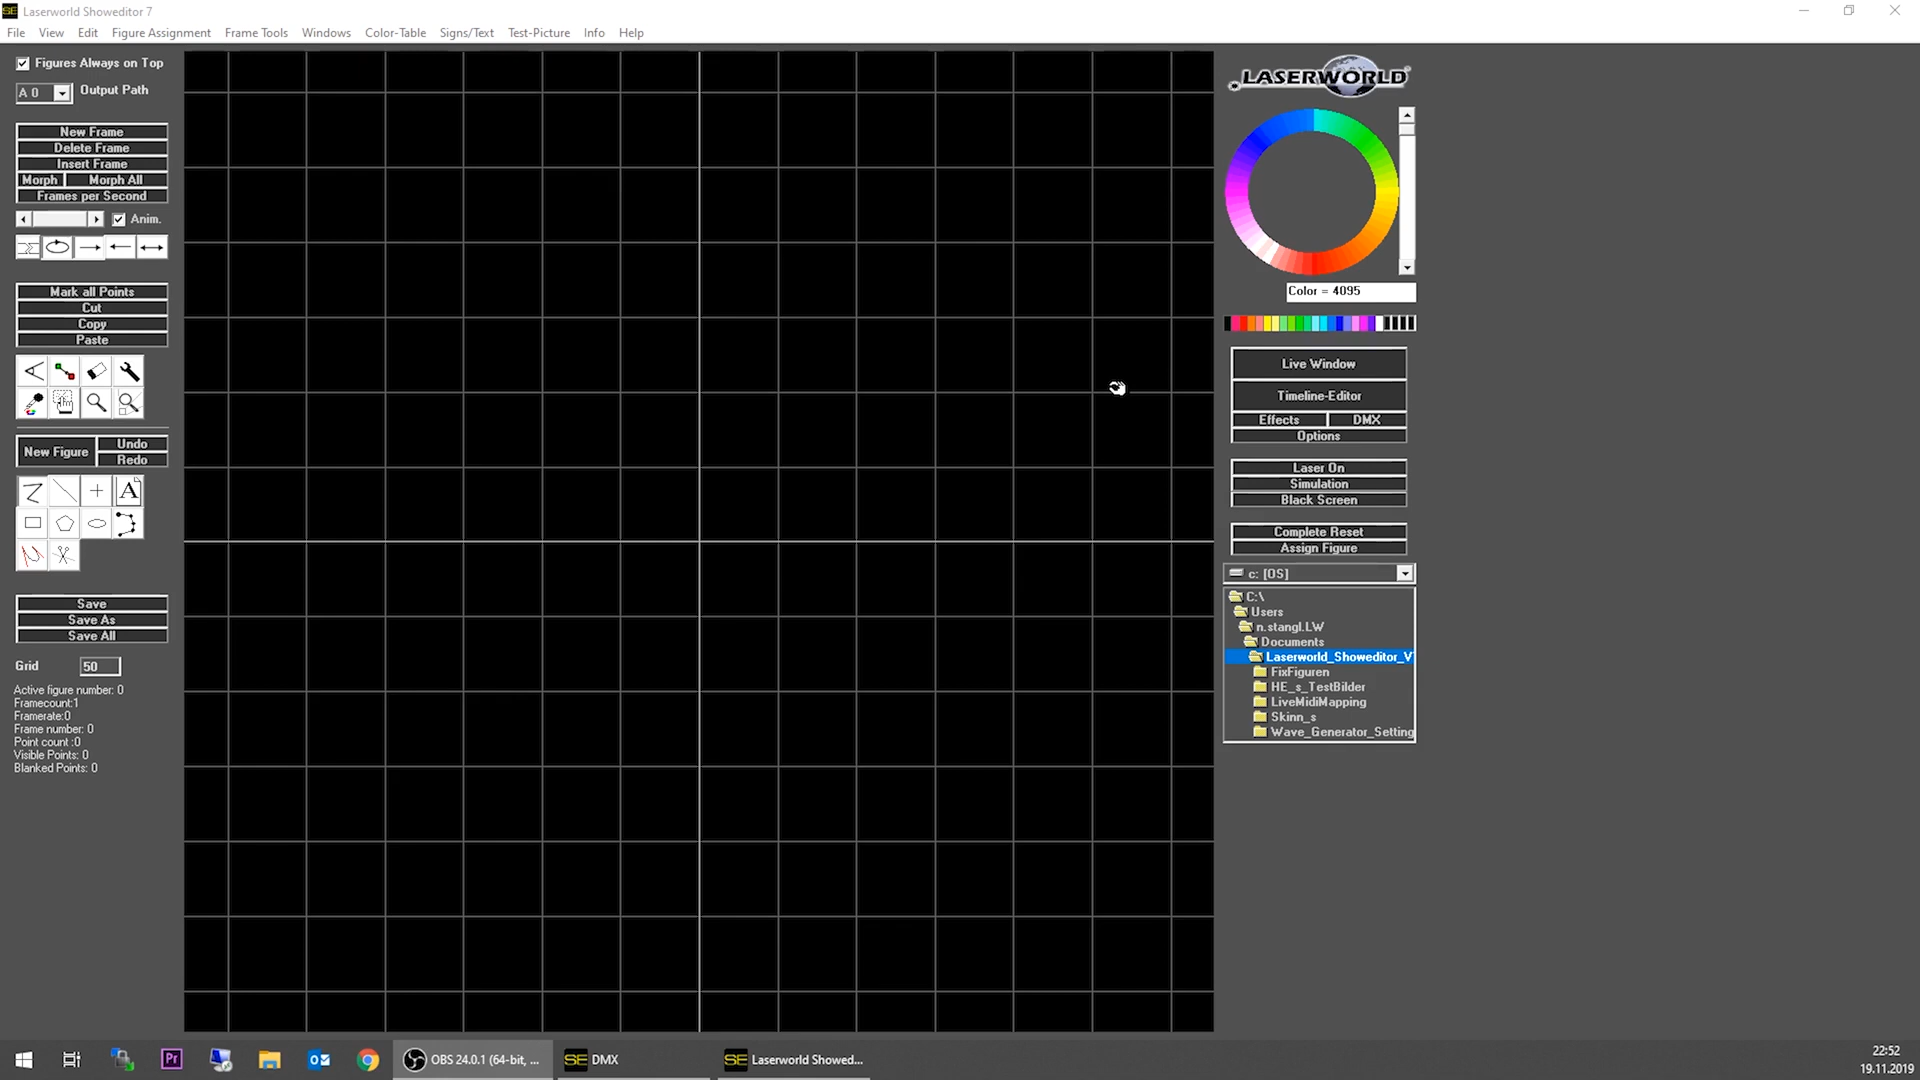 Laserworld Showeditor 7
File View Edit Figure Assignment Frame Tools Windows Color-Table Signs/Text Test-Picture Info Help
Figures Always on Top
A 0 Output Path
New Frame
Delete Frame
Insert Frame
Morph Morph All
Frames per Second
Anim.
Mark all Points
Cut
Copy
Paste
New Figure Undo
Redo
A
Save
Save As
Save All
Grid 50
Active figure number: 0
Framecount:1
Framerate:0
Frame number: 0
Point count :0
Visible Points: 0
Blanked Points: 0
LASERWORLD
Color = 4095
Live Window
Timeline-Editor
Effects DMX
Options
Laser On
Simulation
Black Screen
Complete Reset
Assign Figure
c: [OS]
C:\
Users
n.stangl.LW
Documents
Laserworld_Showeditor_V
FixFiguren
HE_s_TestBilder
LiveMidiMapping
Skinn_s
Wave_Generator_Setting
Pr
OBS 24.0.1 (64-bit, ...
SE DMX
SE Laserworld Showed...
22:52
19.11.2019